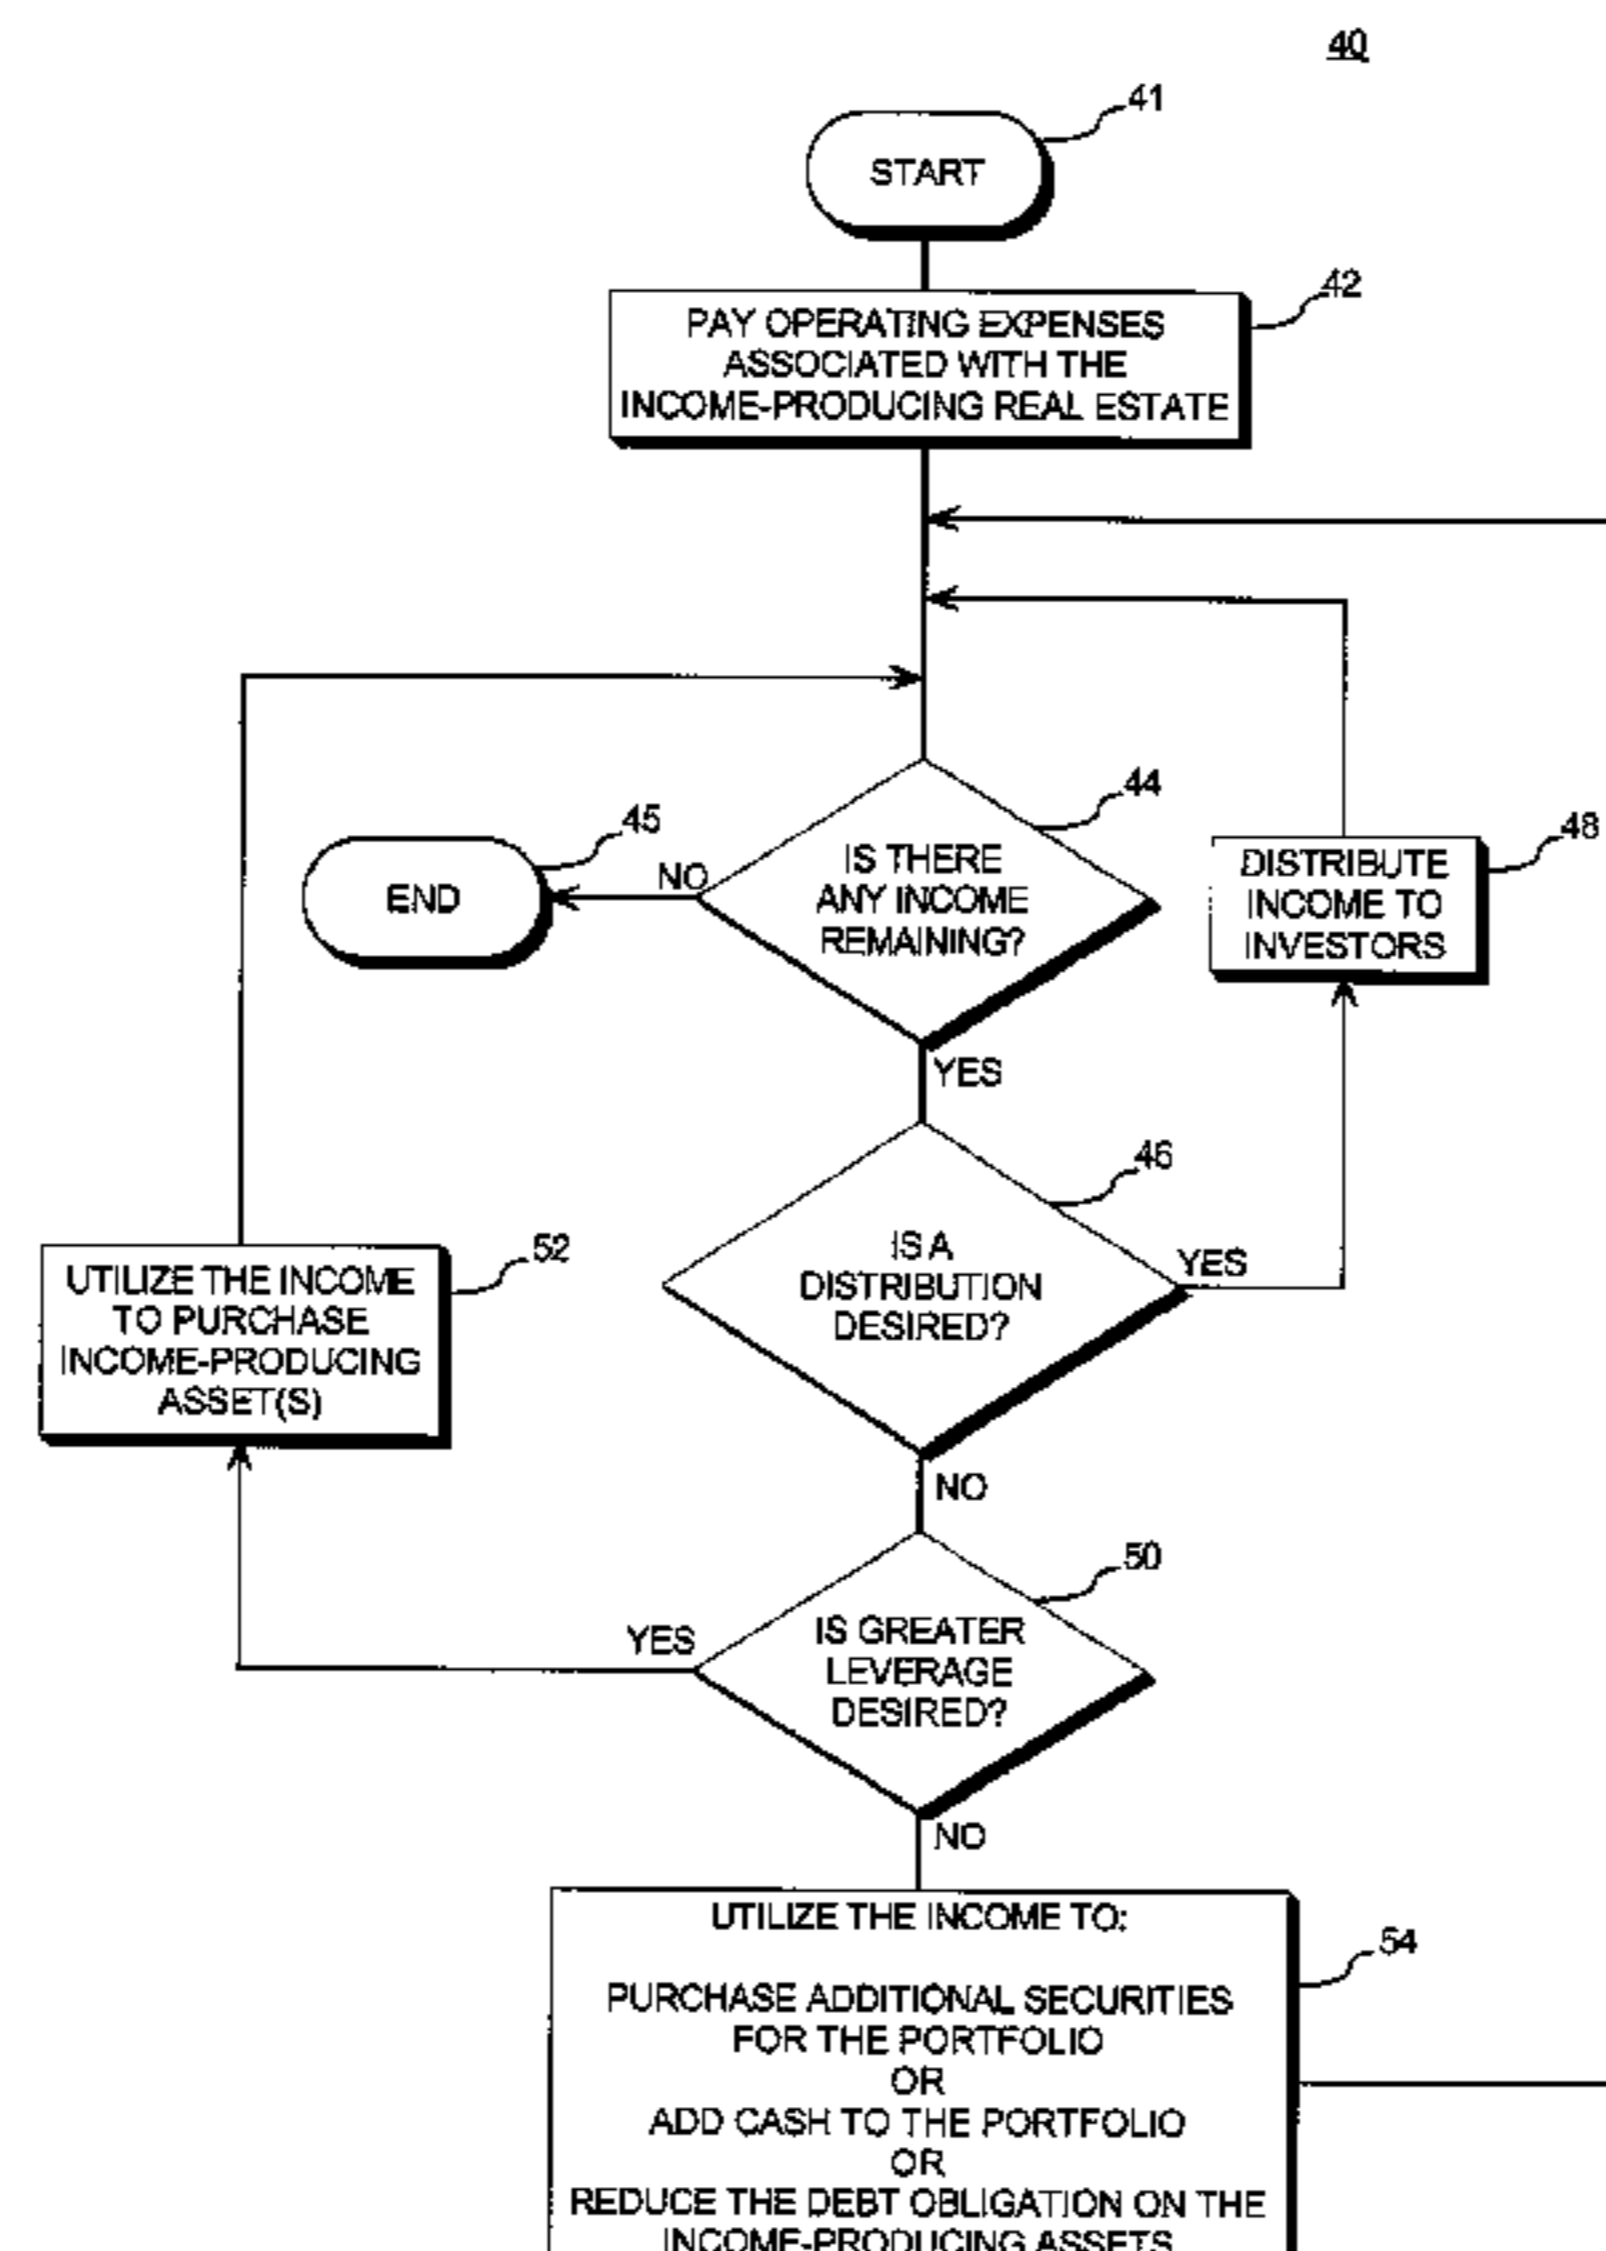 40
41
START
42
PAY OPERATING EXPENSES
ASSOCIATED WITH THE
INCOME-PRODUCING REAL ESTATE
44
IS THERE
ANY INCOME
REMAINING?
NO
45
END
48
DISTRIBUTE
INCOME TO
INVESTORS
YES
46
IS A
DISTRIBUTION
DESIRED?
YES
52
UTILIZE THE INCOME
TO PURCHASE
INCOME-PRODUCING
ASSET(S)
NO
50
IS GREATER
LEVERAGE
DESIRED?
YES
NO
54
UTILIZE THE INCOME TO:
PURCHASE ADDITIONAL SECURITIES
FOR THE PORTFOLIO
OR
ADD CASH TO THE PORTFOLIO
OR
REDUCE THE DEBT OBLIGATION ON THE
INCOME-PRODUCING ASSETS